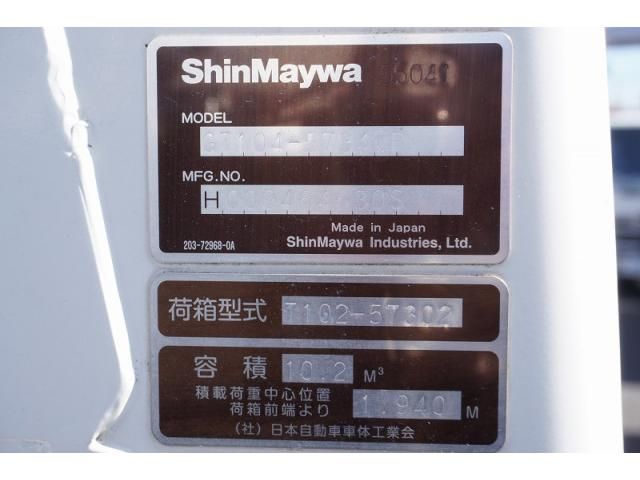 ShinMaywa
MODEL
MFG.NO.
H
Made in Japan
203-72968-0A ShinMaywa Industries, Ltd.
荷箱型式 T102-57302
容積 10.2 M³
積載荷重中心位置
荷箱前端より 1.940 M
(社)日本自動車車体工業会